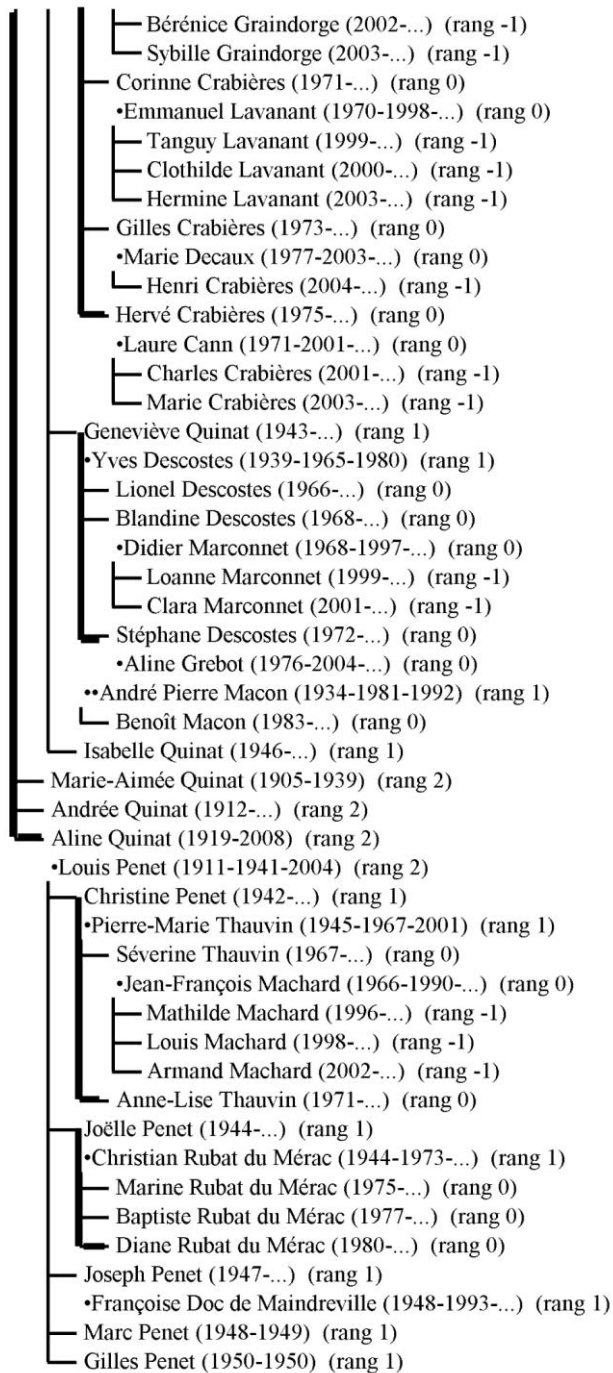 Bérénice Graindorge (2002-...) (rang -1)
Sybille Graindorge (2003-...) (rang -1)
Corinne Crabières (1971-...) (rang 0)
•Emmanuel Lavanant (1970-1998-...) (rang 0)
Tanguy Lavanant (1999-...) (rang -1)
Clothilde Lavanant (2000-...) (rang -1)
Hermine Lavanant (2003-...) (rang -1)
Gilles Crabières (1973-...) (rang 0)
•Marie Decaux (1977-2003-...) (rang 0)
Henri Crabières (2004-...) (rang -1)
Hervé Crabières (1975-...) (rang 0)
•Laure Cann (1971-2001-...) (rang 0)
Charles Crabières (2001-...) (rang -1)
Marie Crabières (2003-...) (rang -1)
Geneviève Quinat (1943-...) (rang 1)
•Yves Descostes (1939-1965-1980) (rang 1)
Lionel Descostes (1966-...) (rang 0)
Blandine Descostes (1968-...) (rang 0)
•Didier Marconnet (1968-1997-...) (rang 0)
Loanne Marconnet (1999-...) (rang -1)
Clara Marconnet (2001-...) (rang -1)
Stéphane Descostes (1972-...) (rang 0)
•Aline Grebot (1976-2004-...) (rang 0)
••André Pierre Macon (1934-1981-1992) (rang 1)
Benoît Macon (1983-...) (rang 0)
Isabelle Quinat (1946-...) (rang 1)
Marie-Aimée Quinat (1905-1939) (rang 2)
Andrée Quinat (1912-...) (rang 2)
Aline Quinat (1919-2008) (rang 2)
•Louis Penet (1911-1941-2004) (rang 2)
Christine Penet (1942-...) (rang 1)
•Pierre-Marie Thauvin (1945-1967-2001) (rang 1)
Séverine Thauvin (1967-...) (rang 0)
•Jean-François Machard (1966-1990-...) (rang 0)
Mathilde Machard (1996-...) (rang -1)
Louis Machard (1998-...) (rang -1)
Armand Machard (2002-...) (rang -1)
Anne-Lise Thauvin (1971-...) (rang 0)
Joëlle Penet (1944-...) (rang 1)
•Christian Rubat du Mérac (1944-1973-...) (rang 1)
Marine Rubat du Mérac (1975-...) (rang 0)
Baptiste Rubat du Mérac (1977-...) (rang 0)
Diane Rubat du Mérac (1980-...) (rang 0)
Joseph Penet (1947-...) (rang 1)
•Françoise Doc de Maindreville (1948-1993-...) (rang 1)
Marc Penet (1948-1949) (rang 1)
Gilles Penet (1950-1950) (rang 1)